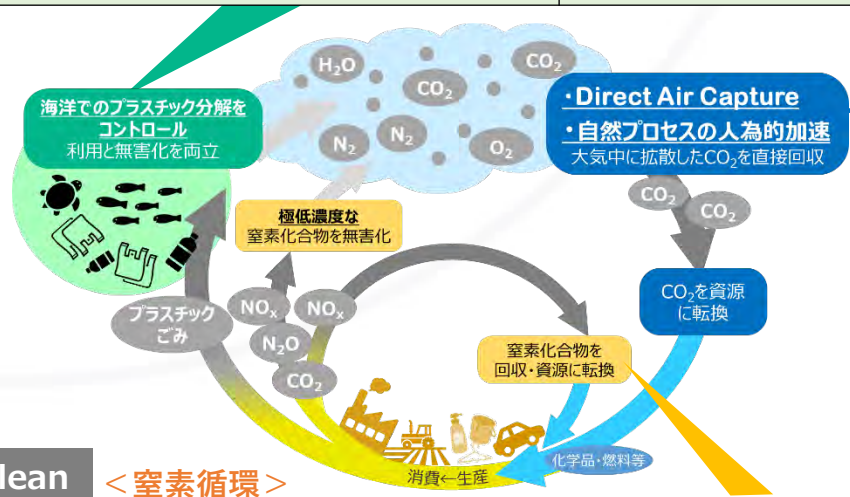 海洋でのプラスチック分解を
コントロール
利用と無害化を両立
H₂O
CO₂
CO₂
N₂
N₂
O₂
・Direct Air Capture
・自然プロセスの人為的加速
大気中に拡散したCO₂を直接回収
CO₂
CO₂
極低濃度な
窒素化合物を無害化
CO₂を資源
に転換
プラスチック
ごみ
NOₓ
NOₓ
N₂O
CO₂
窒素化合物を
回収・資源に転換
化学品・燃料等
消費←生産
lean
＜窒素循環＞